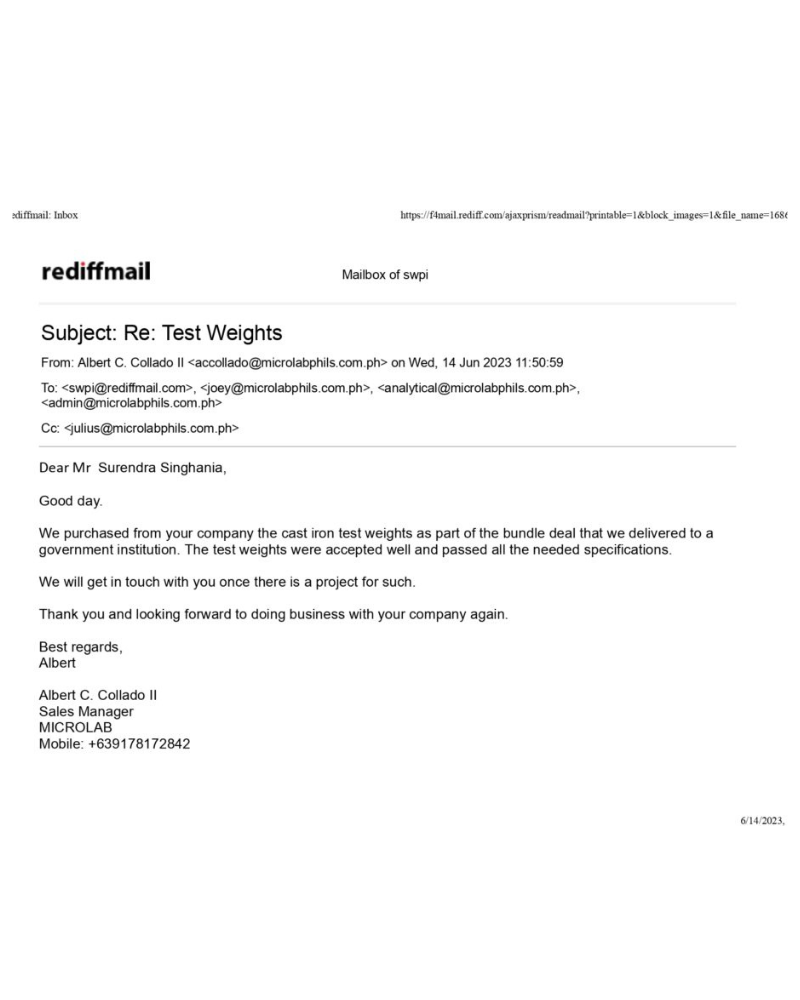 ediffmail: Inbox
https://f4mail.rediff.com/ajaxprism/readmail?printable=1&block_images=1&file_name=1686
rediffmail
Mailbox of swpi
Subject: Re: Test Weights
From: Albert C. Collado II <accollado@microlabphils.com.ph> on Wed, 14 Jun 2023 11:50:59
To: <swpi@rediffmail.com>, <joey@microlabphils.com.ph>, <analytical@microlabphils.com.ph>,
<admin@microlabphils.com.ph>
Cc: <julius@microlabphils.com.ph>
Dear Mr  Surendra Singhania,
Good day.
We purchased from your company the cast iron test weights as part of the bundle deal that we delivered to a
government institution. The test weights were accepted well and passed all the needed specifications.
We will get in touch with you once there is a project for such.
Thank you and looking forward to doing business with your company again.
Best regards,
Albert
Albert C. Collado II
Sales Manager
MICROLAB
Mobile: +639178172842
6/14/2023,